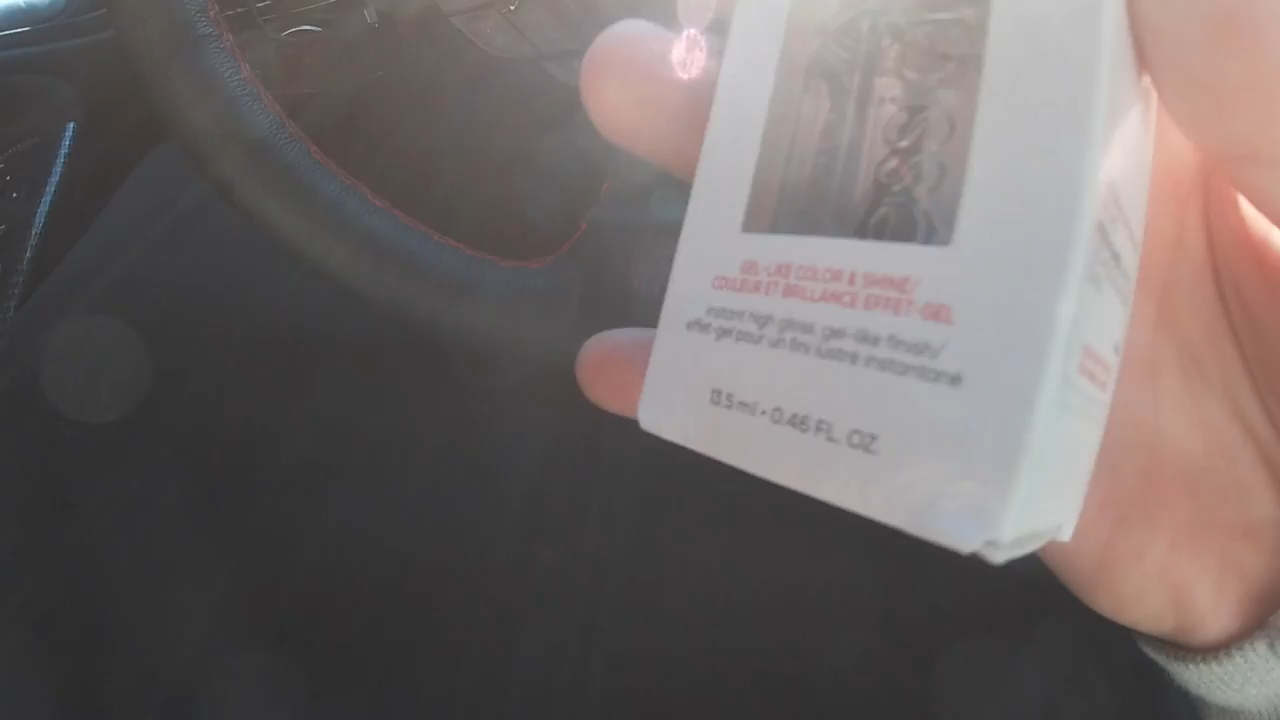 GEL-LIKE COLOR & SHINE/
COULEUR ET BRILLANCE EFFET-GEL
instant high gloss, gel-like finish/
effet-gel pour un fini lustré instantané
13.5 ml • 0.46 FL. OZ.